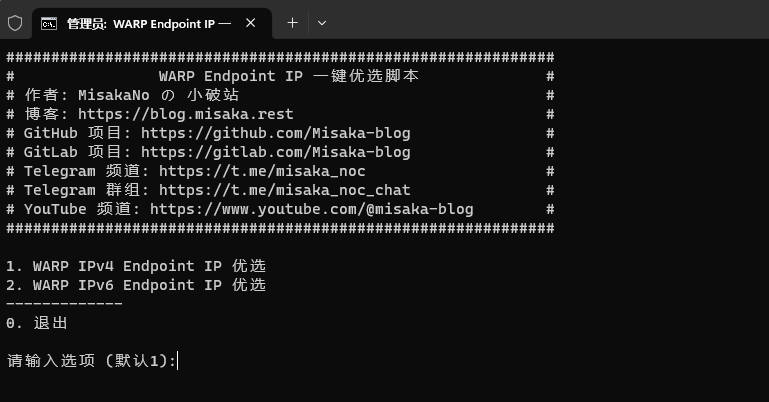 管理员: WARP Endpoint IP 一
#############################################################
# WARP Endpoint IP 一键优选脚本 #
# 作者: MisakaNo の 小破站 #
# 博客: https://blog.misaka.rest #
# GitHub 项目: https://github.com/Misaka-blog #
# GitLab 项目: https://gitlab.com/Misaka-blog #
# Telegram 频道: https://t.me/misaka_noc #
# Telegram 群组: https://t.me/misaka_noc_chat #
# YouTube 频道: https://www.youtube.com/@misaka-blog #
#############################################################
1. WARP IPv4 Endpoint IP 优选
2. WARP IPv6 Endpoint IP 优选
-------------
0. 退出
请输入选项 (默认1):